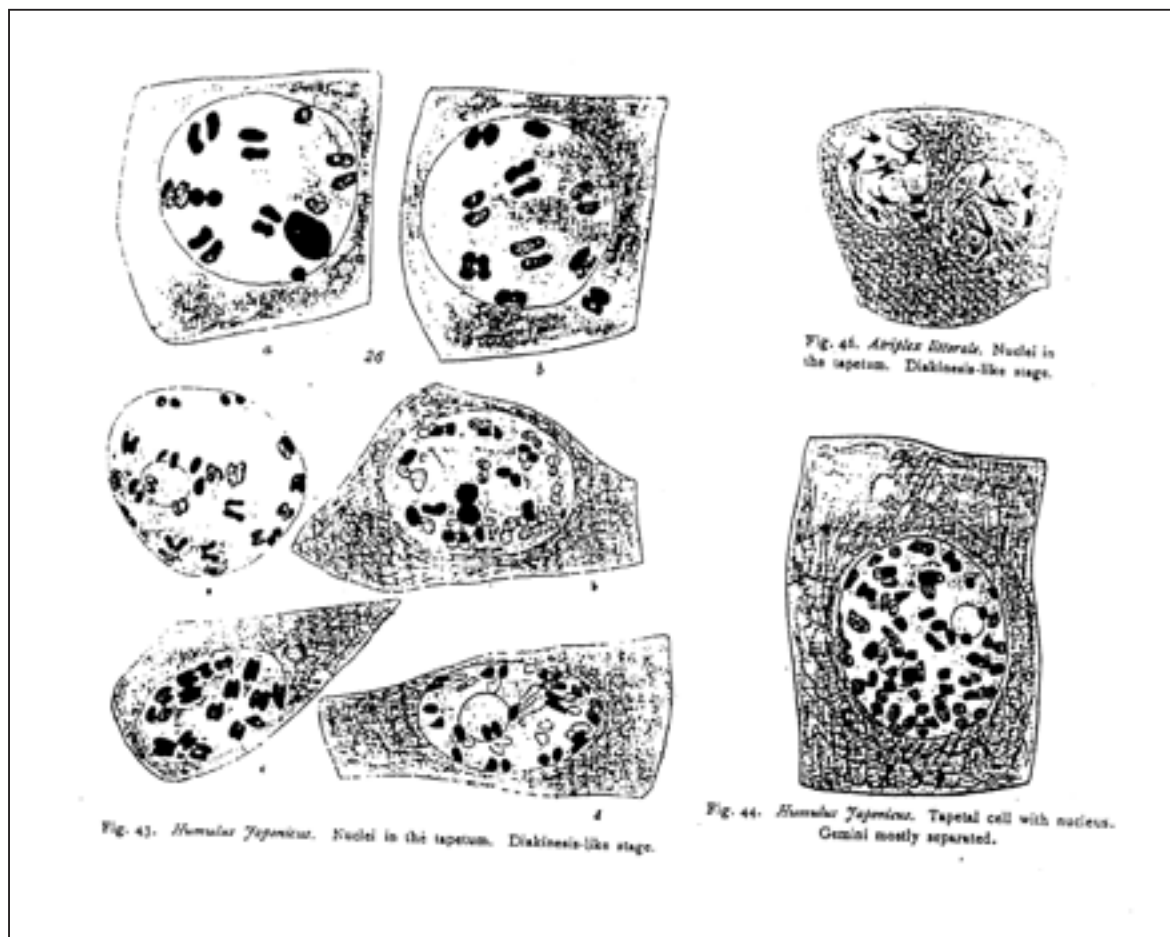 a
26
b
Fig. 46. Atriplex littorale. Nuclei in
the tapetum. Diakinesis-like stage.
a
b
c
d
Fig. 43. Humulus Japonicus. Nuclei in the tapetum. Diakinesis-like stage.
Fig. 44. Humulus Japonicus. Tapetal cell with nucleus.
Gemini mostly separated.